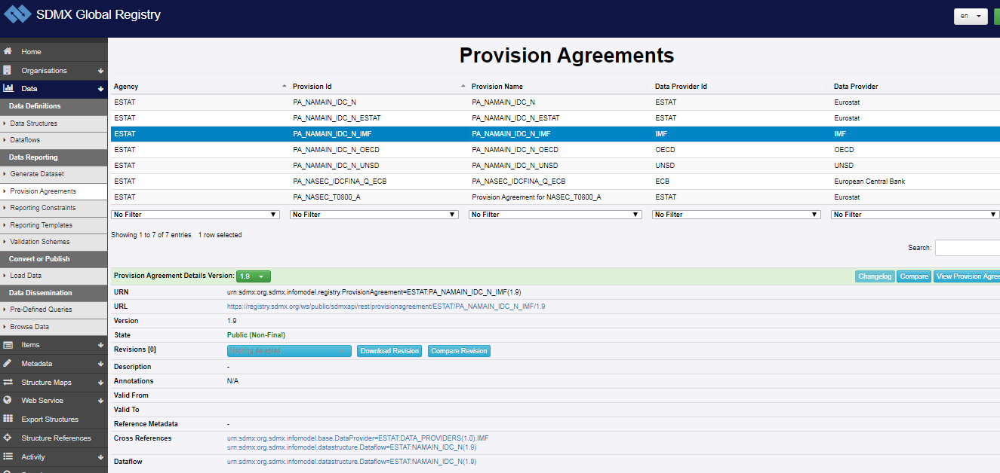 SDMX Global Registry
en
Home
Organisations
Data
Data Definitions
Data Structures
Dataflows
Data Reporting
Generate Dataset
Provision Agreements
Reporting Constraints
Reporting Templates
Validation Schemes
Convert or Publish
Load Data
Data Dissemination
Pre-Defined Queries
Browse Data
Items
Metadata
Structure Maps
Web Service
Export Structures
Structure References
Activity
Provision Agreements
Agency Provision Id Provision Name Data Provider Id Data Provider
ESTAT PA_NAMAIN_IDC_N PA_NAMAIN_IDC_N ESTAT Eurostat
ESTAT PA_NAMAIN_IDC_N_ESTAT PA_NAMAIN_IDC_N_ESTAT ESTAT Eurostat
ESTAT PA_NAMAIN_IDC_N_IMF PA_NAMAIN_IDC_N_IMF IMF IMF
ESTAT PA_NAMAIN_IDC_N_OECD PA_NAMAIN_IDC_N_OECD OECD OECD
ESTAT PA_NAMAIN_IDC_N_UNSD PA_NAMAIN_IDC_N_UNSD UNSD UNSD
ESTAT PA_NASEC_IDCFINA_Q_ECB PA_NASEC_IDCFINA_Q_ECB ECB European Central Bank
ESTAT PA_NASEC_T0800_A Provision Agreement for NASEC_T0800_A ESTAT Eurostat
No Filter No Filter No Filter No Filter No Filter
Showing 1 to 7 of 7 entries 1 row selected
Search:
Provision Agreement Details Version: 1.9 Changelog Compare View Provision Agree
URN urn:sdmx:org.sdmx.infomodel.registry.ProvisionAgreement=ESTAT:PA_NAMAIN_IDC_N_IMF(1.9)
URL https://registry.sdmx.org/ws/public/sdmxapi/rest/provisionagreement/ESTAT/PA_NAMAIN_IDC_N_IMF/1.9
Version 1.9
State Public (Non-Final)
Revisions [0] Nothing selected Download Revision Compare Revision
Description -
Annotations N/A
Valid From
Valid To
Reference Metadata -
Cross References urn:sdmx:org.sdmx.infomodel.base.DataProvider=ESTAT:DATA_PROVIDERS(1.0).IMF
urn:sdmx:org.sdmx.infomodel.datastructure.Dataflow=ESTAT:NAMAIN_IDC_N(1.9)
Dataflow urn:sdmx:org.sdmx.infomodel.datastructure.Dataflow=ESTAT:NAMAIN_IDC_N(1.9)